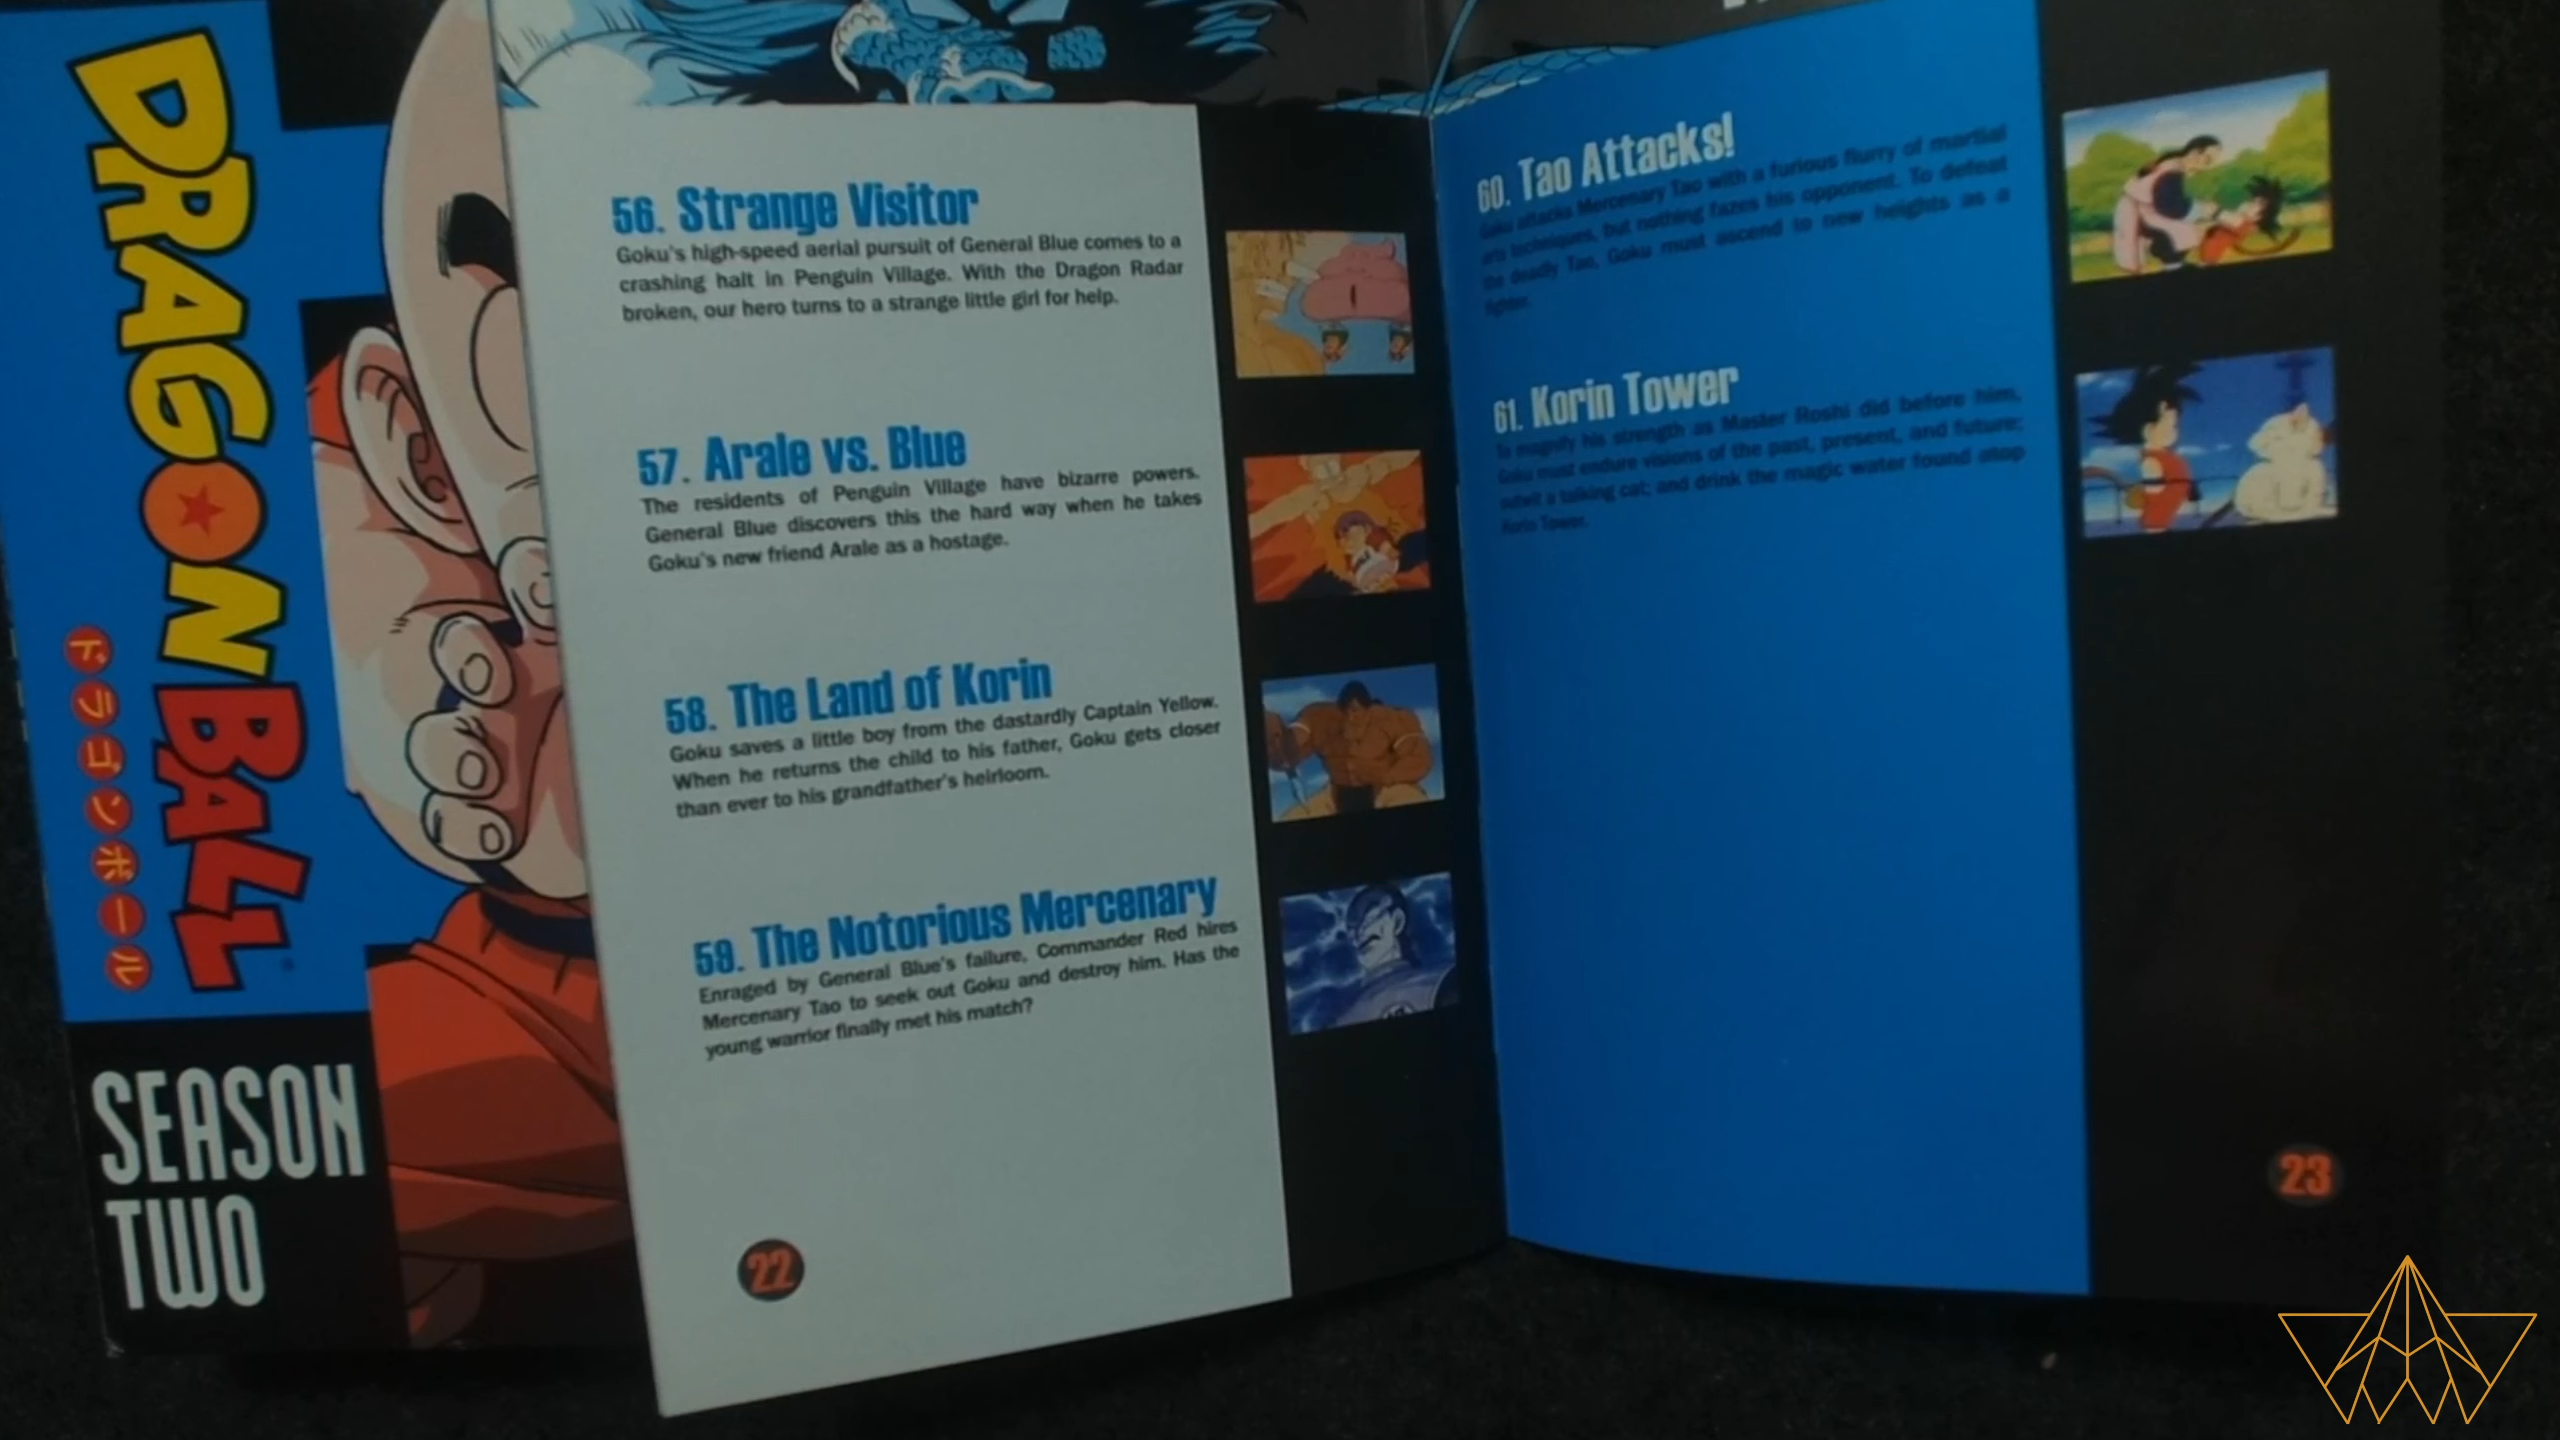 DRAGON BALL
ドラゴンボール
SEASON
TWO
56. Strange Visitor
Goku's high-speed aerial pursuit of General Blue comes to a
crashing halt in Penguin Village. With the Dragon Radar
broken, our hero turns to a strange little girl for help.
57. Arale vs. Blue
The residents of Penguin Village have bizarre powers.
General Blue discovers this the hard way when he takes
Goku's new friend Arale as a hostage.
58. The Land of Korin
Goku saves a little boy from the dastardly Captain Yellow.
When he returns the child to his father, Goku gets closer
than ever to his grandfather's heirloom.
59. The Notorious Mercenary
Enraged by General Blue's failure, Commander Red hires
Mercenary Tao to seek out Goku and destroy him. Has the
young warrior finally met his match?
22
60. Tao Attacks!
Goku attacks Mercenary Tao with a furious flurry of martial
arts techniques, but nothing fazes his opponent. To defeat
the deadly Tao, Goku must ascend to new heights as a
fighter.
61. Korin Tower
To magnify his strength as Master Roshi did before him,
Goku must endure visions of the past, present, and future;
outwit a talking cat; and drink the magic water found atop
Korin Tower.
23